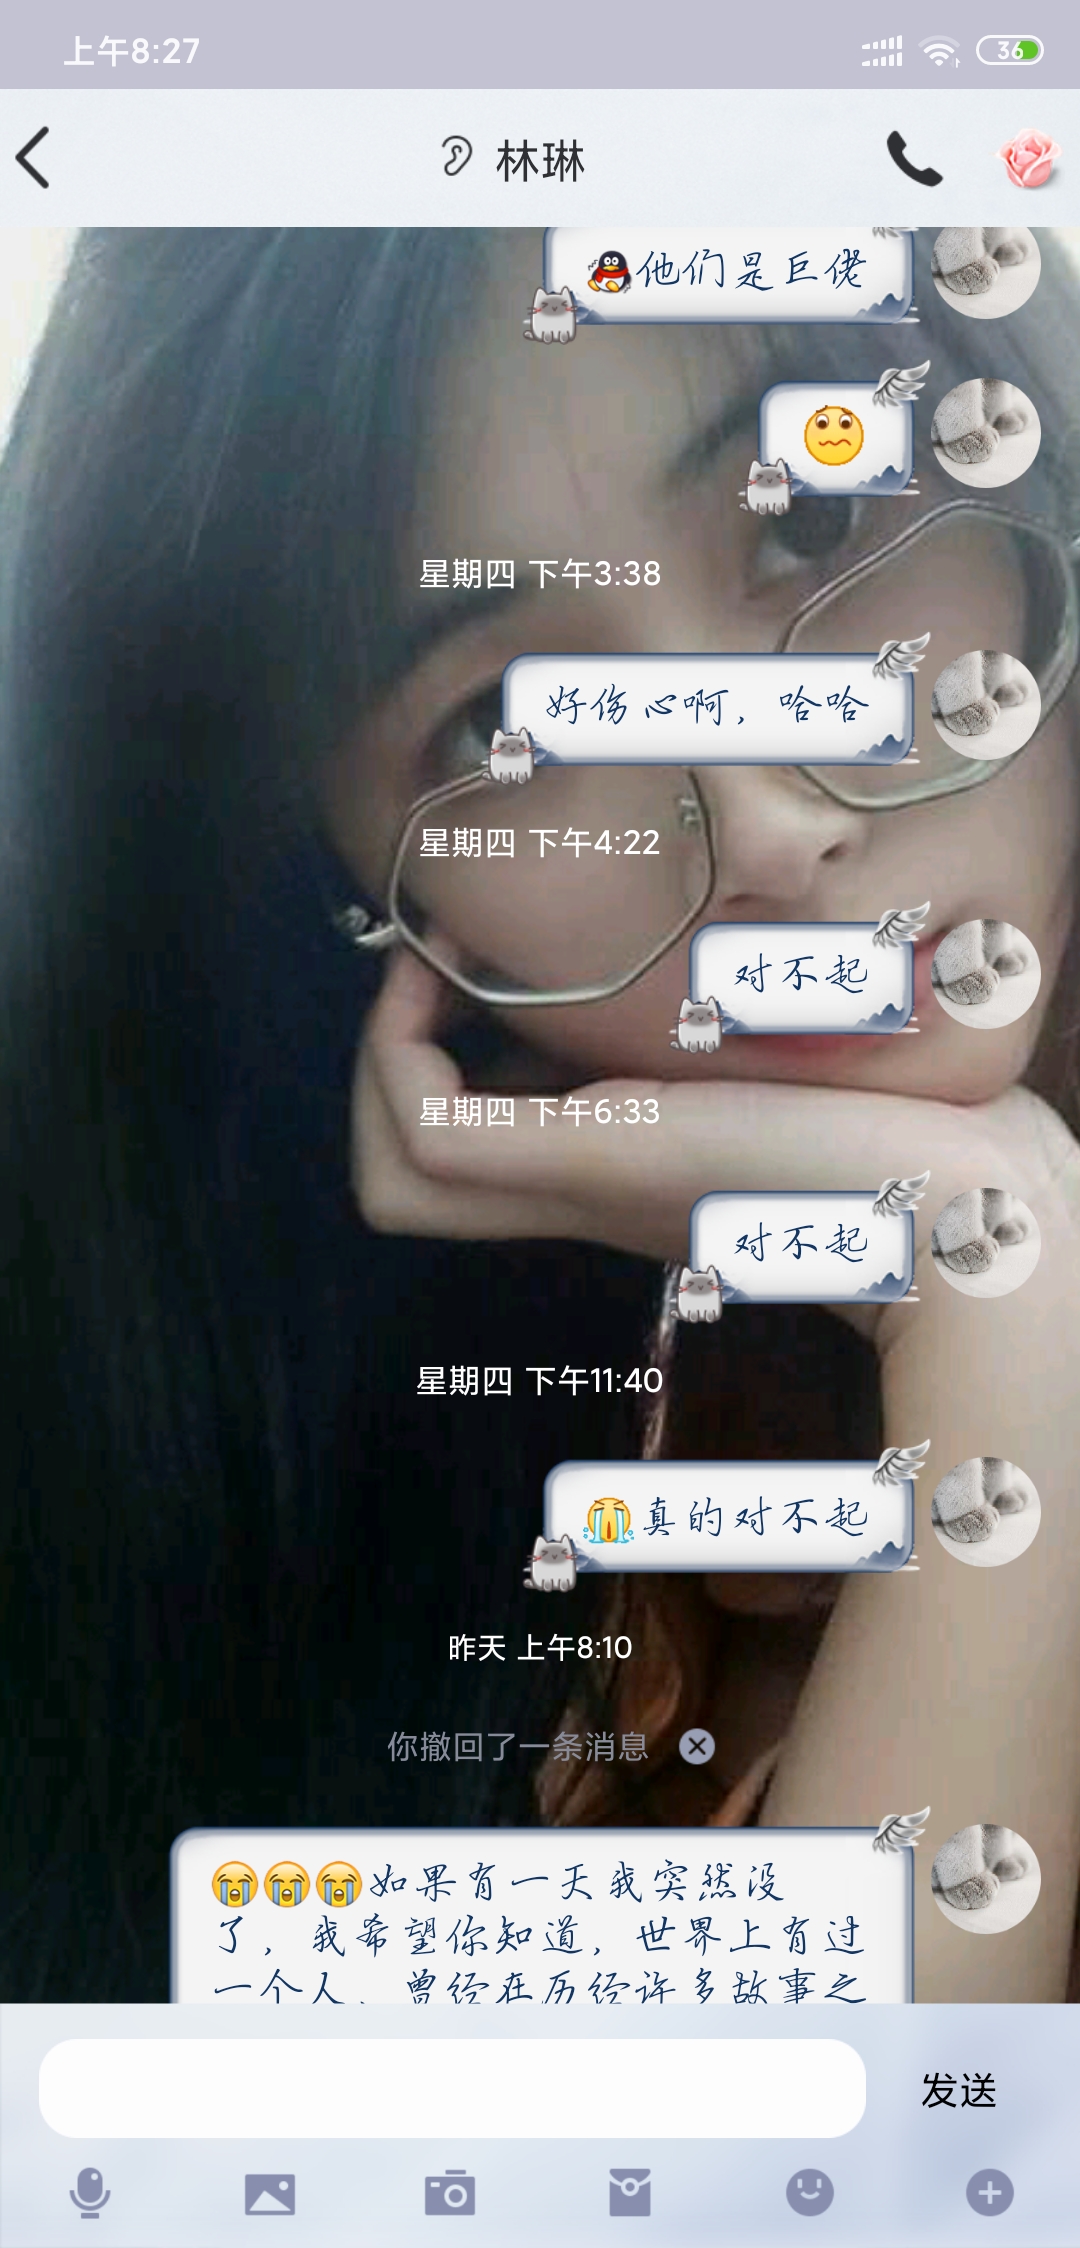 上午8:27
36
林琳
他们是巨佬
星期四 下午3:38
好伤心啊，哈哈
星期四 下午4:22
对不起
星期四 下午6:33
对不起
星期四 下午11:40
真的对不起
昨天 上午8:10
你撤回了一条消息
😭😭😭如果有一天我突然没
了，我希望你知道，世界上有过
一个人、曾经在历经许多故事之
发送